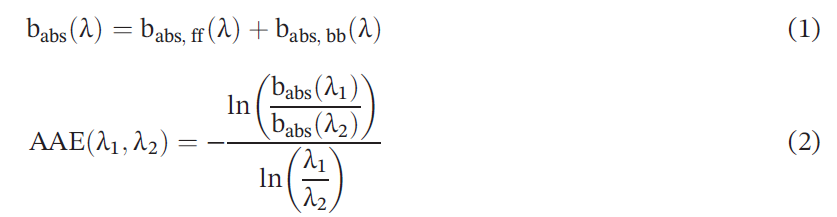 b_abs(λ) = b_abs, ff(λ) + b_abs, bb(λ) (1)
AAE(λ₁, λ₂) = − ln(b_abs(λ₁) / b_abs(λ₂)) / ln(λ₁ / λ₂) (2)